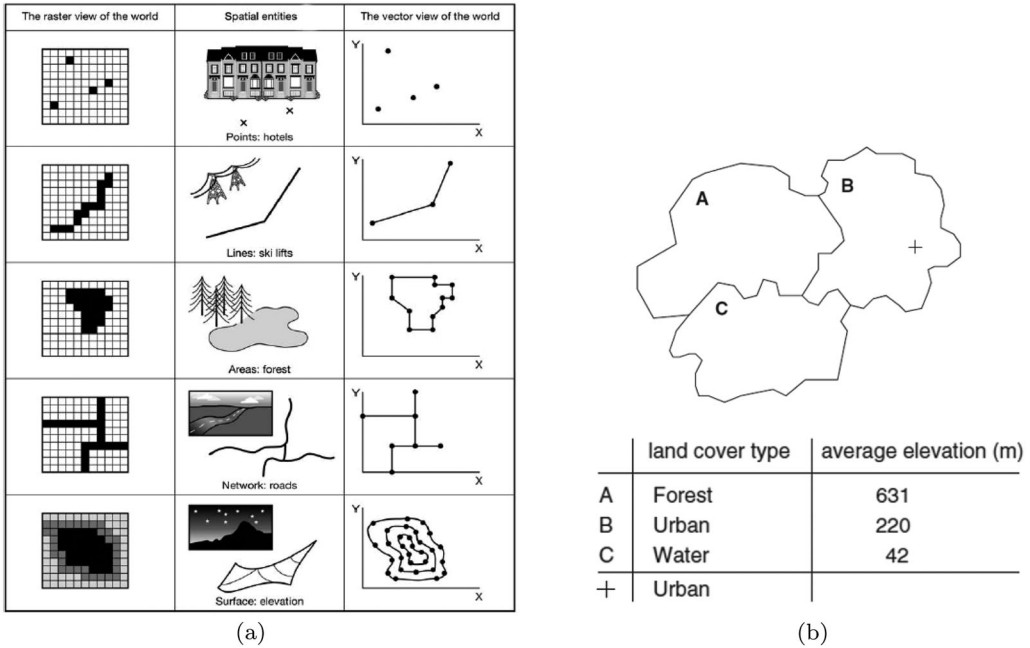 The raster view of the world
Spatial entities
The vector view of the world
Y
X
Points: hotels
Y
X
Lines: ski lifts
Y
X
Areas: forest
Y
X
Network: roads
Y
X
Surface: elevation
(a)
A
B
C
land cover type average elevation (m)
A Forest 631
B Urban 220
C Water 42
+ Urban
(b)